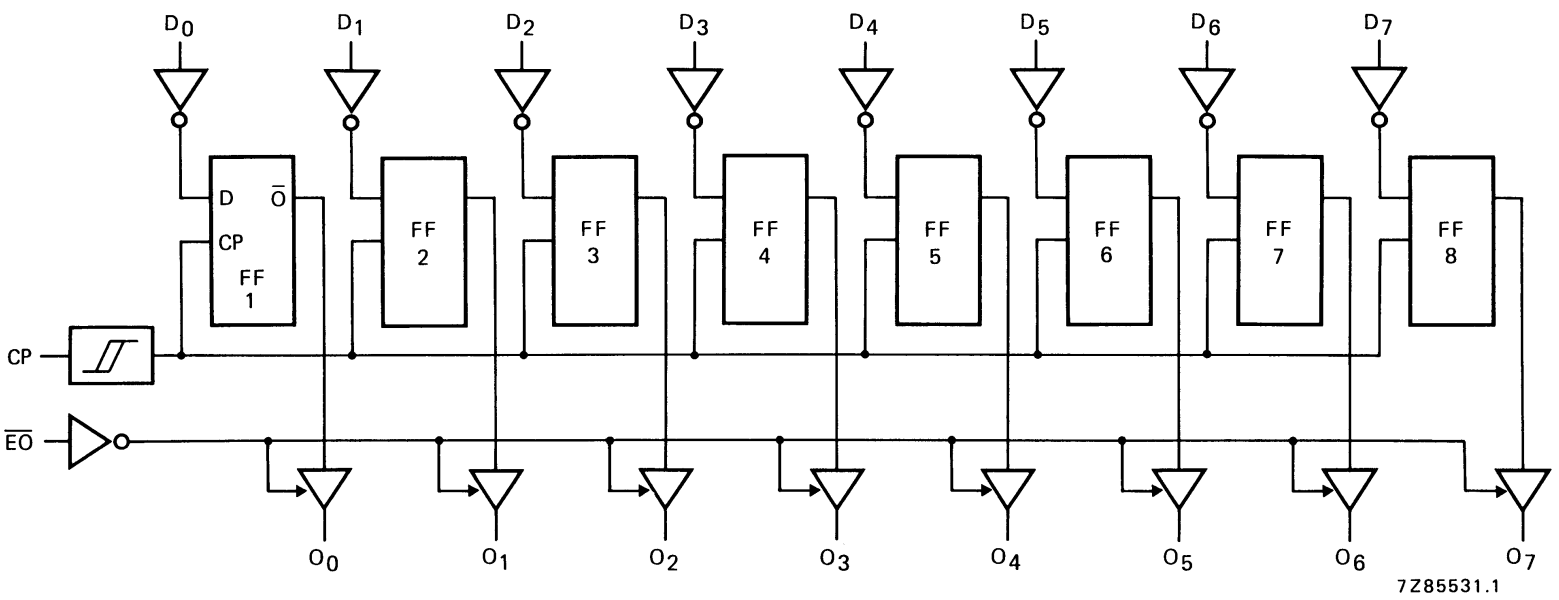 D0 D1 D2 D3 D4 D5 D6 D7
D O̅
CP
FF
1
FF
2
FF
3
FF
4
FF
5
FF
6
FF
7
FF
8
CP
E̅O̅
O0 O1 O2 O3 O4 O5 O6 O7
7Z85531.1